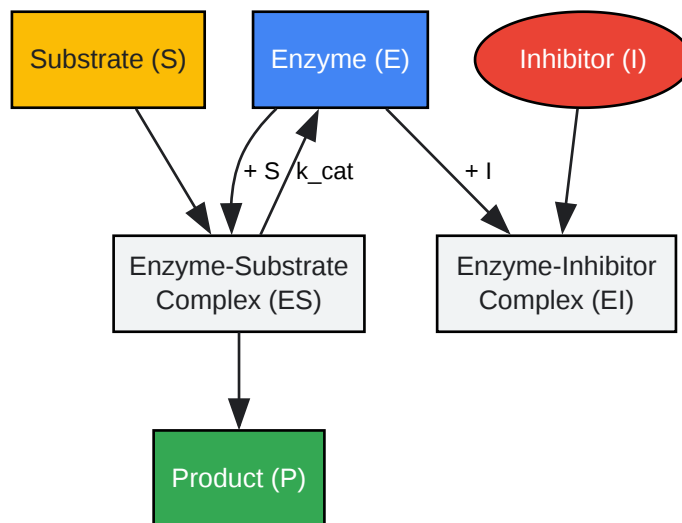 Substrate (S)
Enzyme (E)
Inhibitor (I)
+ S
k_cat
+ I
Enzyme-Substrate
Complex (ES)
Enzyme-Inhibitor
Complex (EI)
Product (P)